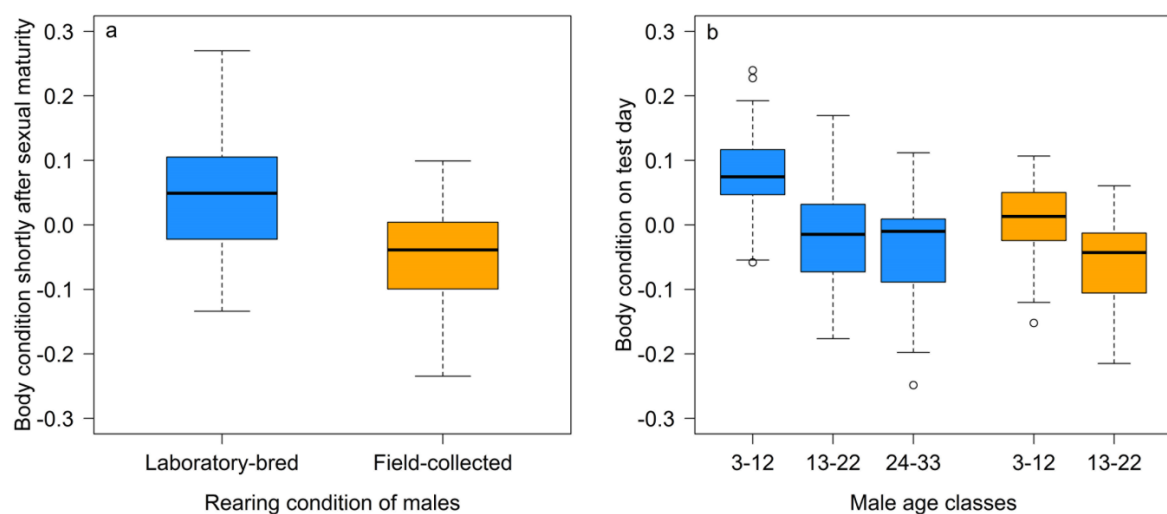 a
Body condition shortly after sexual maturity
0.3
0.2
0.1
0.0
-0.1
-0.2
-0.3
Laboratory-bred Field-collected
Rearing condition of males
b
Body condition on test day
0.3
0.2
0.1
0.0
-0.1
-0.2
-0.3
3-12 13-22 24-33 3-12 13-22
Male age classes